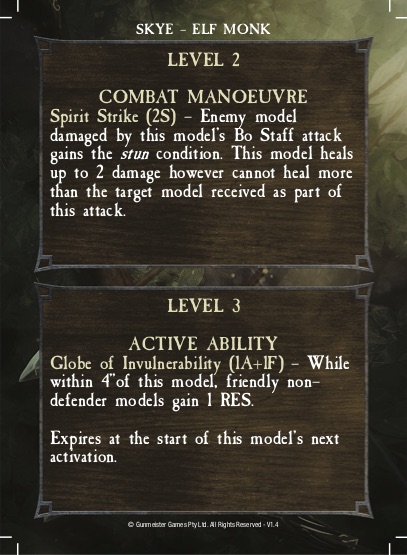 SKYE - ELF MONK
LEVEL 2
COMBAT MANOEUVRE
Spirit Strike (2S) - Enemy model
damaged by this model's Bo Staff attack
gains the stun condition. This model heals
up to 2 damage however cannot heal more
than the target model received as part of
this attack.
LEVEL 3
ACTIVE ABILITY
Globe of Invulnerability (1A+1F) - While
within 4"of this model, friendly non-
defender models gain 1 RES.
Expires at the start of this model's next
activation.
© Gunmeister Games Pty Ltd. All Rights Reserved - V1.4